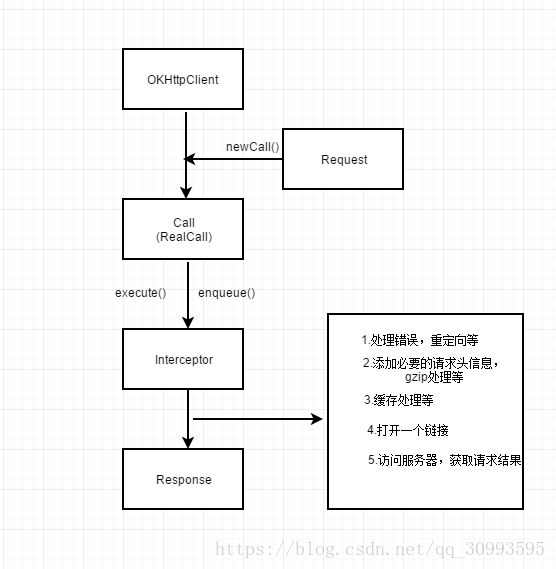 OKHttpClient
newCall()
Request
Call
(RealCall)
execute()
enqueue()
Interceptor
1.处理错误，重定向等
2.添加必要的请求头信息，
gzip处理等
3.缓存处理等
4.打开一个链接
5.访问服务器，获取请求结果
Response
https://blog.csdn.net/qq_30993595